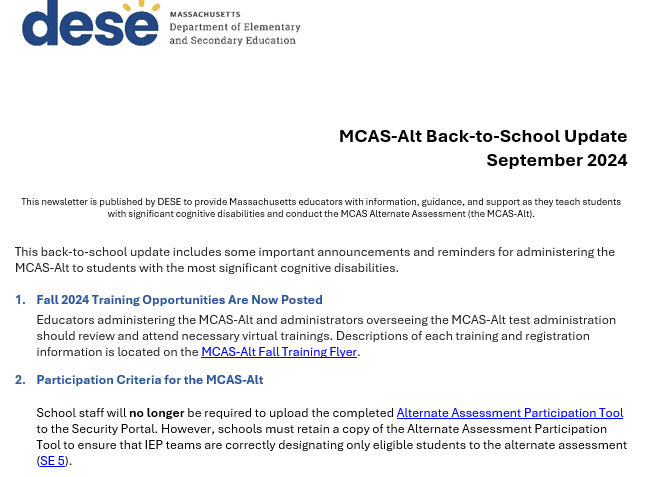 dese
MASSACHUSETTS
Department of Elementary
and Secondary Education
MCAS-Alt Back-to-School Update
September 2024
This newsletter is published by DESE to provide Massachusetts educators with information, guidance, and support as they teach students
with significant cognitive disabilities and conduct the MCAS Alternate Assessment (the MCAS-Alt).
This back-to-school update includes some important announcements and reminders for administering the
MCAS-Alt to students with the most significant cognitive disabilities.
1. Fall 2024 Training Opportunities Are Now Posted
Educators administering the MCAS-Alt and administrators overseeing the MCAS-Alt test administration
should review and attend necessary virtual trainings. Descriptions of each training and registration
information is located on the MCAS-Alt Fall Training Flyer.
2. Participation Criteria for the MCAS-Alt
School staff will no longer be required to upload the completed Alternate Assessment Participation Tool
to the Security Portal. However, schools must retain a copy of the Alternate Assessment Participation
Tool to ensure that IEP teams are correctly designating only eligible students to the alternate assessment
(SE 5).